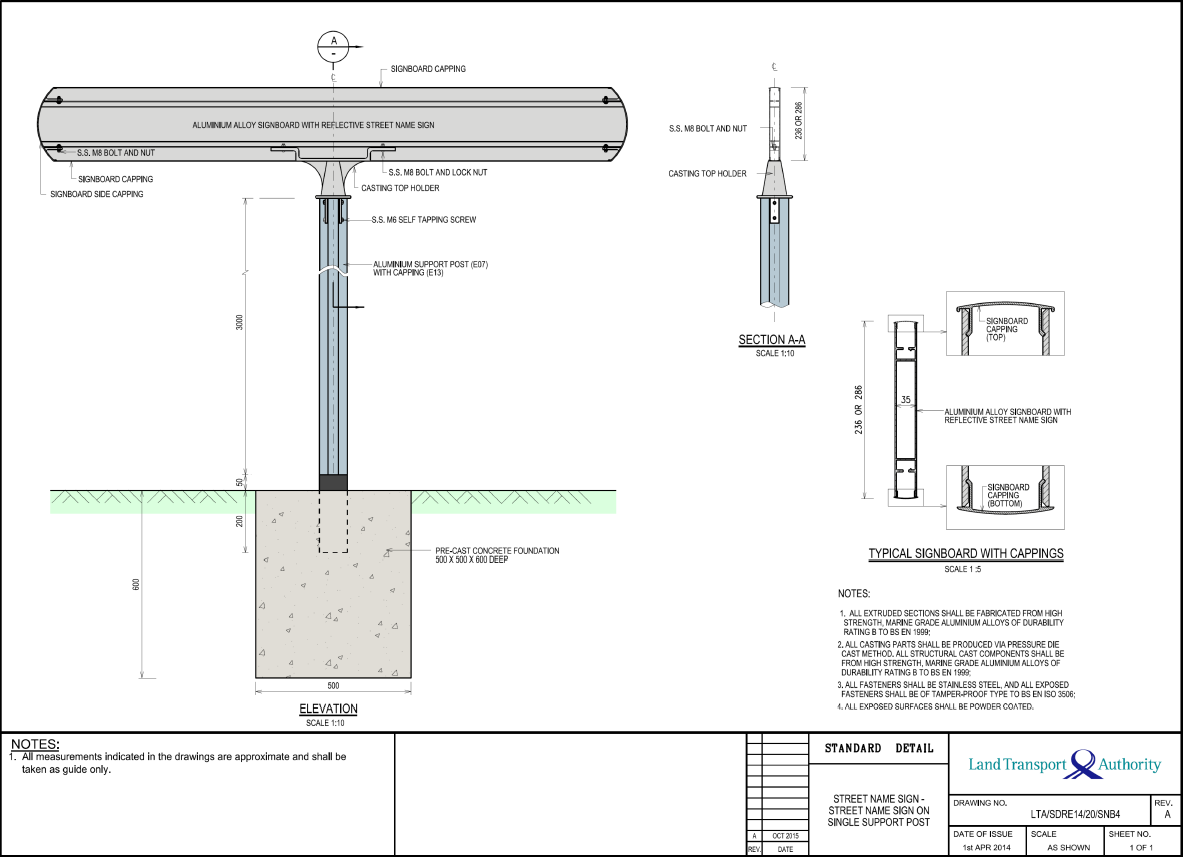 A
-
℄
SIGNBOARD CAPPING
ALUMINIUM ALLOY SIGNBOARD WITH REFLECTIVE STREET NAME SIGN
S.S. M8 BOLT AND NUT
SIGNBOARD CAPPING
SIGNBOARD SIDE CAPPING
S.S. M8 BOLT AND LOCK NUT
CASTING TOP HOLDER
S.S. M6 SELF TAPPING SCREW
ALUMINIUM SUPPORT POST (E07)
WITH CAPPING (E13)
3000
50
200
600
PRE-CAST CONCRETE FOUNDATION
500 X 500 X 600 DEEP
500
ELEVATION
SCALE 1:10
℄
S.S. M8 BOLT AND NUT
236 OR 286
CASTING TOP HOLDER
SECTION A-A
SCALE 1:10
SIGNBOARD
CAPPING
(TOP)
236 OR 286
35
ALUMINIUM ALLOY SIGNBOARD WITH
REFLECTIVE STREET NAME SIGN
SIGNBOARD
CAPPING
(BOTTOM)
TYPICAL SIGNBOARD WITH CAPPINGS
SCALE 1 :5
NOTES:
1. ALL EXTRUDED SECTIONS SHALL BE FABRICATED FROM HIGH
STRENGTH, MARINE GRADE ALUMINIUM ALLOYS OF DURABILITY
RATING B TO BS EN 1999;
2. ALL CASTING PARTS SHALL BE PRODUCED VIA PRESSURE DIE
CAST METHOD. ALL STRUCTURAL CAST COMPONENTS SHALL BE
FROM HIGH STRENGTH, MARINE GRADE ALUMINIUM ALLOYS OF
DURABILITY RATING B TO BS EN 1999;
3. ALL FASTENERS SHALL BE STAINLESS STEEL, AND ALL EXPOSED
FASTENERS SHALL BE OF TAMPER-PROOF TYPE TO BS EN ISO 3506;
4. ALL EXPOSED SURFACES SHALL BE POWDER COATED.
NOTES:
1. All measurements indicated in the drawings are approximate and shall be
taken as guide only.
A OCT 2015
REV. DATE
STANDARD DETAIL
STREET NAME SIGN -
STREET NAME SIGN ON
SINGLE SUPPORT POST
Land Transport Authority
DRAWING NO.
LTA/SDRE14/20/SNB4
REV.
A
DATE OF ISSUE
1st APR 2014
SCALE
AS SHOWN
SHEET NO.
1 OF 1